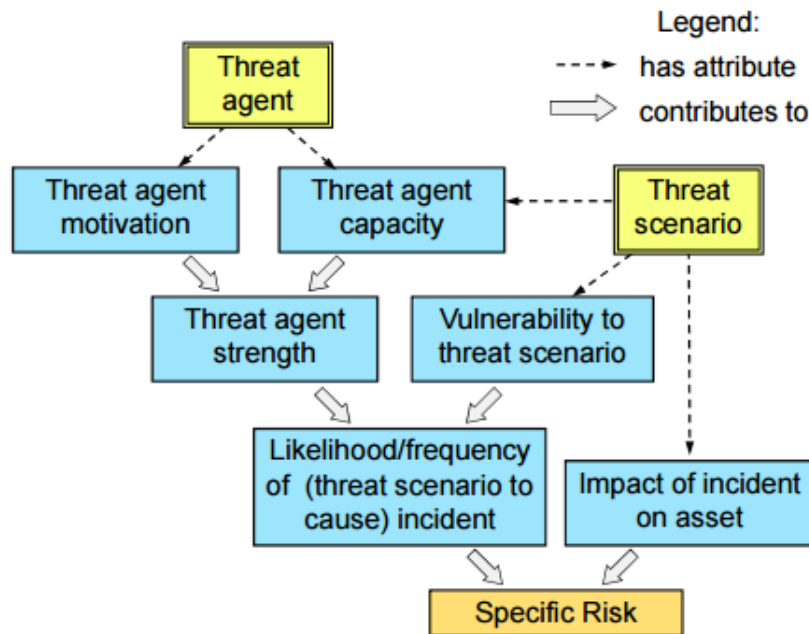 Legend:
has attribute
contributes to
Threat
agent
Threat agent
motivation
Threat agent
capacity
Threat
scenario
Threat agent
strength
Vulnerability to
threat scenario
Likelihood/frequency
of (threat scenario to
cause) incident
Impact of incident
on asset
Specific Risk